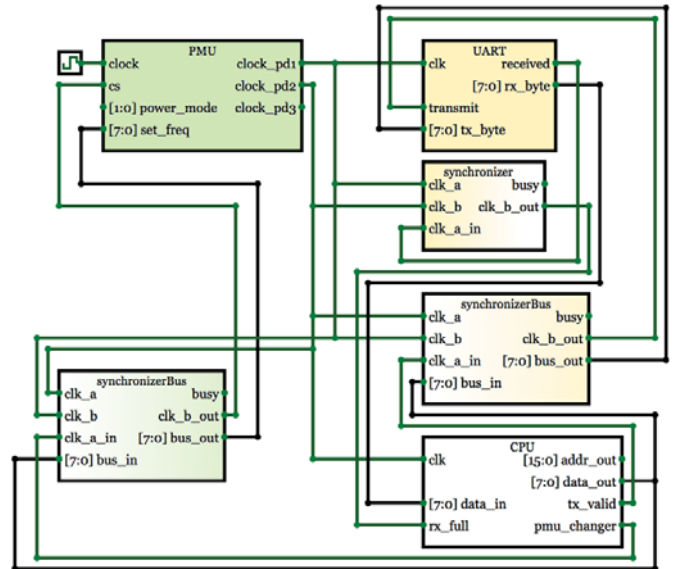 PMU
clock
clock_pd1
cs
clock_pd2
[1:0] power_mode
clock_pd3
[7:0] set_freq
UART
clk
received
[7:0] rx_byte
transmit
[7:0] tx_byte
synchronizer
clk_a
busy
clk_b
clk_b_out
clk_a_in
synchronizerBus
clk_a
busy
clk_b
clk_b_out
clk_a_in
[7:0] bus_out
[7:0] bus_in
synchronizerBus
clk_a
busy
clk_b
clk_b_out
clk_a_in
[7:0] bus_out
[7:0] bus_in
CPU
clk
[15:0] addr_out
[7:0] data_out
[7:0] data_in
tx_valid
rx_full
pmu_changer